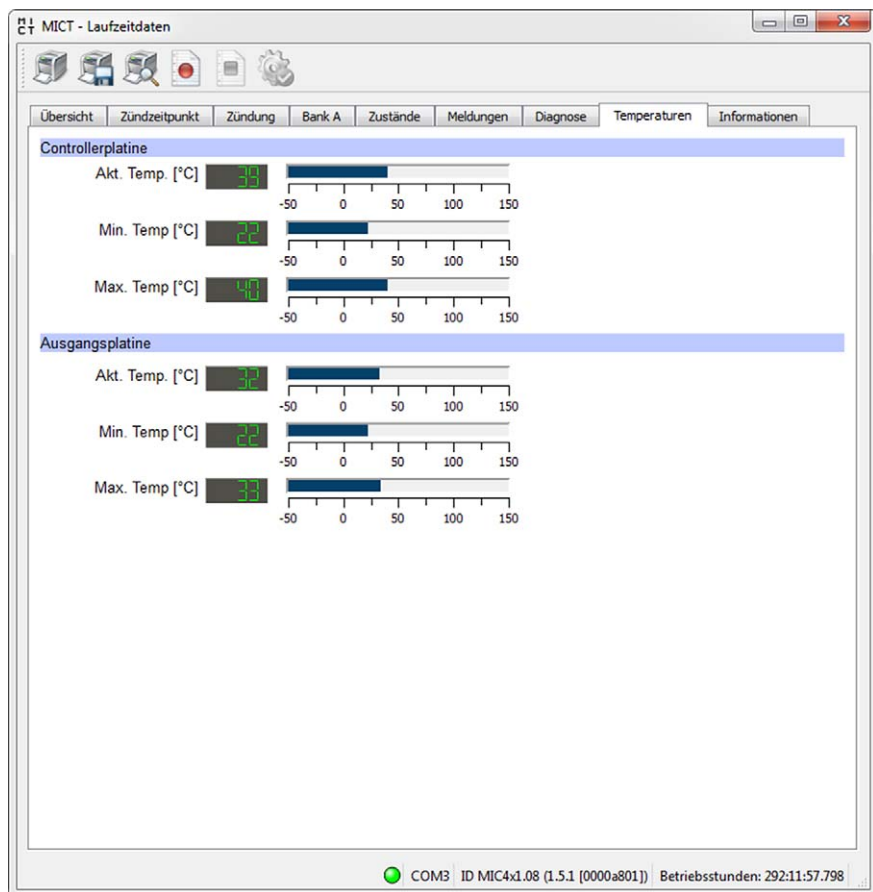 MICT - Laufzeitdaten
Übersicht Zündzeitpunkt Zündung Bank A Zustände Meldungen Diagnose Temperaturen Informationen
Controllerplatine
Akt. Temp. [°C] 39
-50 0 50 100 150
Min. Temp [°C] 22
-50 0 50 100 150
Max. Temp [°C] 40
-50 0 50 100 150
Ausgangsplatine
Akt. Temp. [°C] 32
-50 0 50 100 150
Min. Temp [°C] 22
-50 0 50 100 150
Max. Temp [°C] 33
-50 0 50 100 150
COM3 ID MIC4x1.08 (1.5.1 [0000a801]) Betriebsstunden: 292:11:57.798